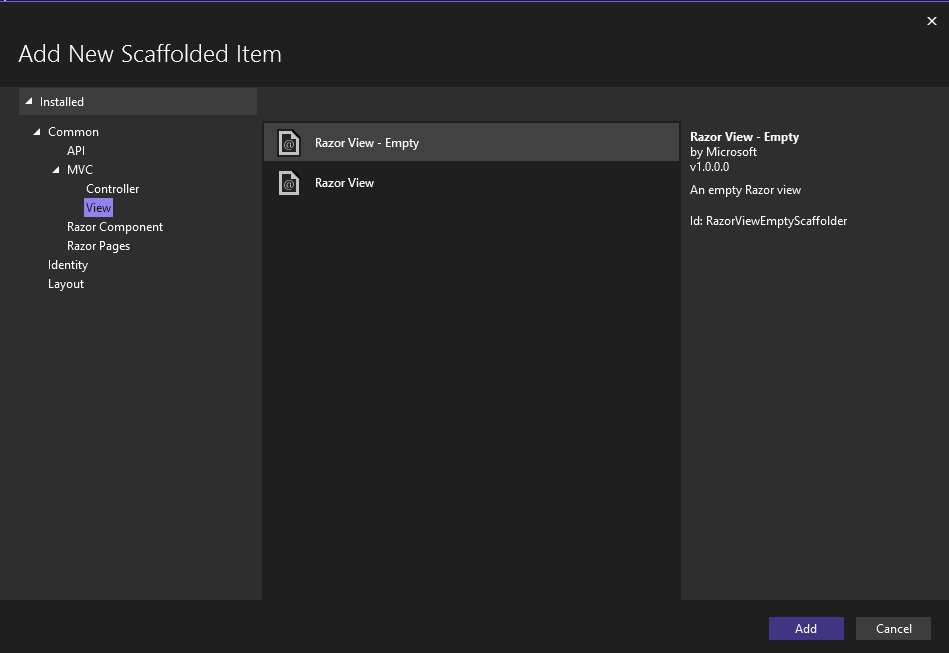 Add New Scaffolded Item
Installed
Common
API
MVC
Controller
View
Razor Component
Razor Pages
Identity
Layout
Razor View - Empty
Razor View
Razor View - Empty
by Microsoft
v1.0.0.0
An empty Razor view
Id: RazorViewEmptyScaffolder
Add
Cancel